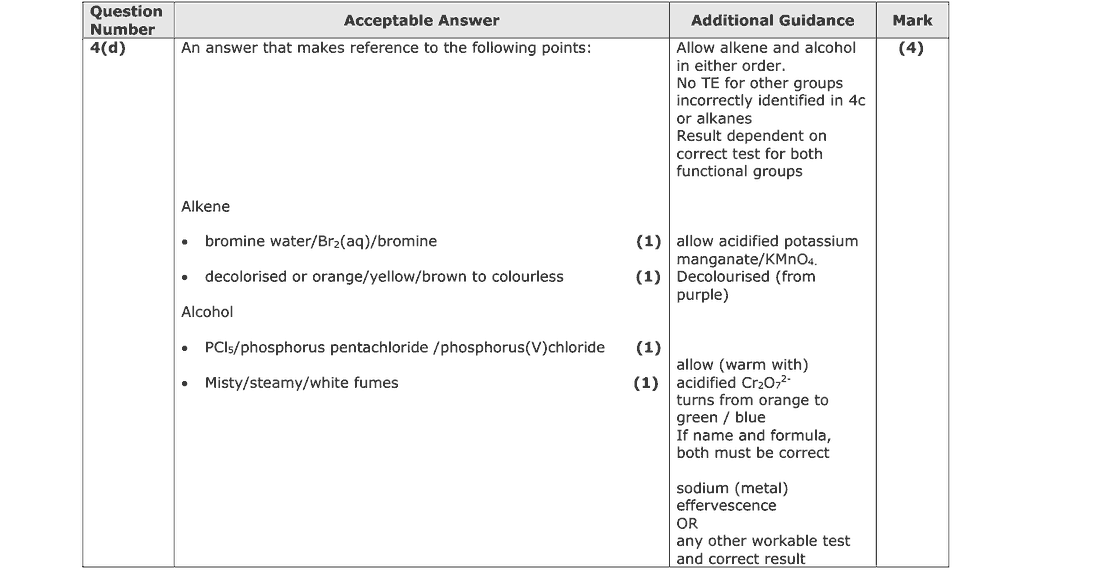 Question Number Acceptable Answer Additional Guidance Mark
4(d) An answer that makes reference to the following points: Allow alkene and alcohol (4)
in either order.
No TE for other groups
incorrectly identified in 4c
or alkanes
Result dependent on
correct test for both
functional groups
Alkene
• bromine water/Br₂(aq)/bromine (1) allow acidified potassium
manganate/KMnO₄.
• decolorised or orange/yellow/brown to colourless (1) Decolourised (from
purple)
Alcohol
• PCl₅/phosphorus pentachloride /phosphorus(V)chloride (1)
allow (warm with)
• Misty/steamy/white fumes (1) acidified Cr₂O₇²⁻
turns from orange to
green / blue
If name and formula,
both must be correct
sodium (metal)
effervescence
OR
any other workable test
and correct result